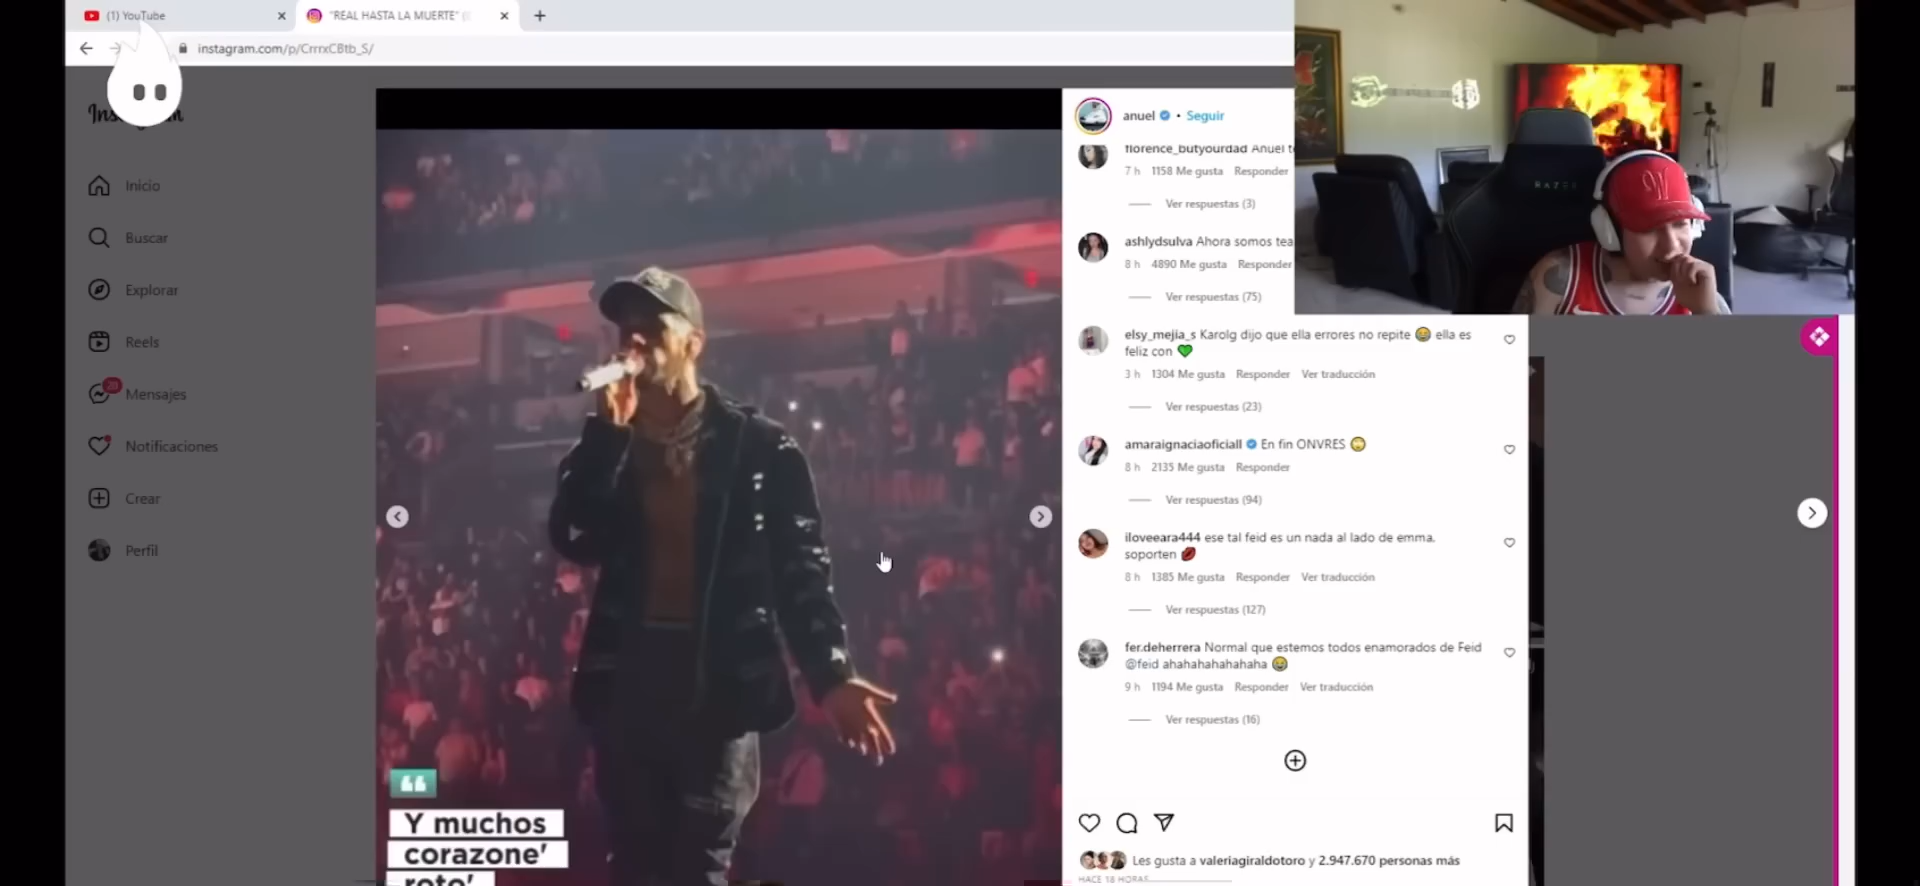 (1) YouTube
"REAL HASTA LA MUERTE"
instagram.com/p/CrrrxCBtb_S/
Inicio
Buscar
Explorar
Reels
28
Mensajes
Notificaciones
Crear
Perfil
Y muchos
corazone'
roto'
anuel • Seguir
florence_butyourdad Anuel
7 h 1158 Me gusta Responder
Ver respuestas (3)
ashlydsulva Ahora somos
8 h 4890 Me gusta Responder
Ver respuestas (75)
elsy_mejia_s Karolg dijo que ella errores no repite 😂 ella es
feliz con 💚
3 h 1304 Me gusta Responder Ver traducción
Ver respuestas (23)
amaraignaciaoficiall En fin ONVRES 🙄
8 h 2135 Me gusta Responder
Ver respuestas (94)
iloveeara444 ese tal feid es un nada al lado de emma.
soporten 💋
8 h 1385 Me gusta Responder Ver traducción
Ver respuestas (127)
fer.deherrera Normal que estemos todos enamorados de Feid
@feid ahahahahahahaha 😂
9 h 1194 Me gusta Responder Ver traducción
Ver respuestas (16)
Les gusta a valeriagiraldotoro y 2.947.670 personas más
HACE 18 HORAS
RAZER